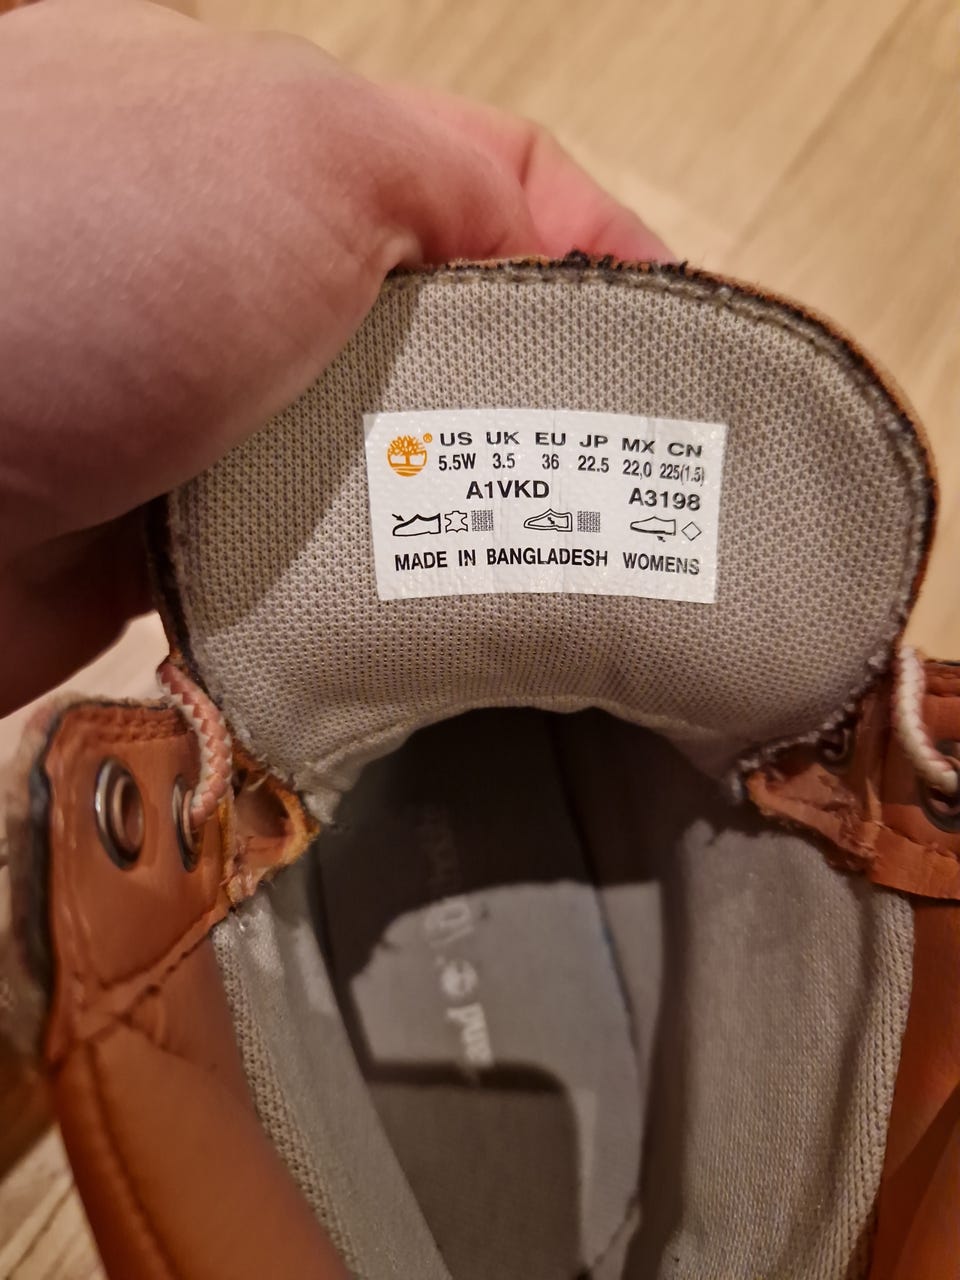 US UK EU JP MX CN
5.5W 3.5 36 22.5 22,0 225(1.5)
A1VKD A3198
MADE IN BANGLADESH WOMENS